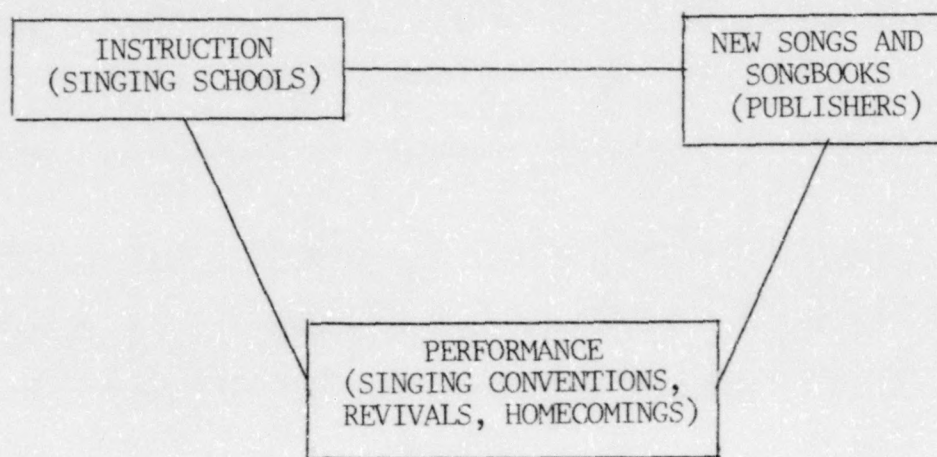 INSTRUCTION
(SINGING SCHOOLS)
NEW SONGS AND
SONGBOOKS
(PUBLISHERS)
PERFORMANCE
(SINGING CONVENTIONS,
REVIVALS, HOMECOMINGS)